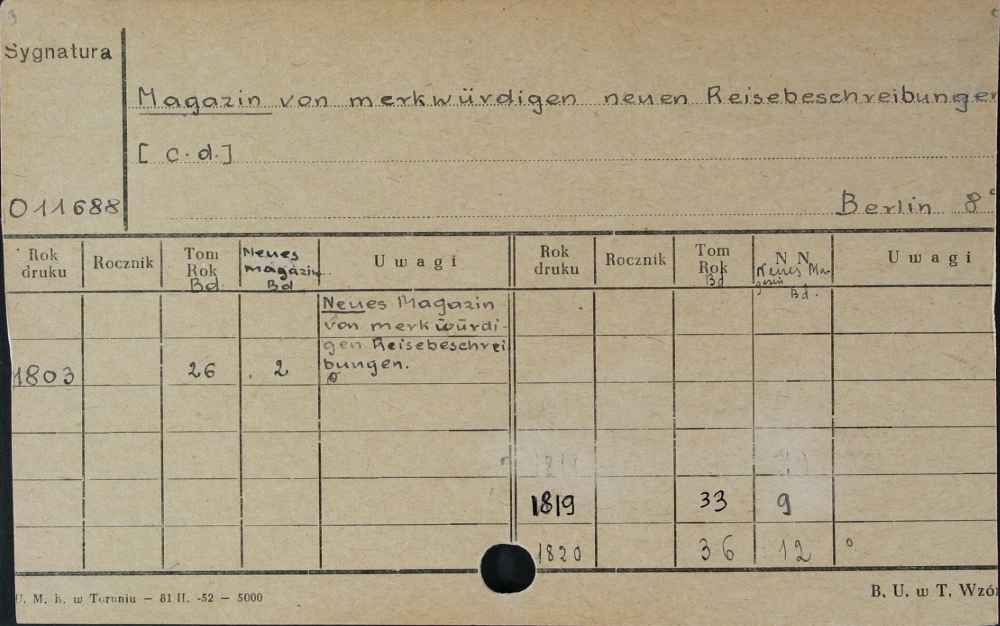 Sygnatura
Magazin von merkwürdigen neuen Reisebeschreibungen
[c.d.]
011688
Berlin 8°
Rok druku Rocznik Tom Rok Bd. Neues magazin Bd Uwagi Rok druku Rocznik Tom Rok Bd N N Neues Magazin Bd. Uwagi
Neues Magazin
von merkwürdi-
gen Reisebeschrei
bungen.
1803 26 2
1819 33 9
1820 36 12 °
U. M. K. w Toruniu – 81 II. -52 – 5000
B. U. w T. Wzór